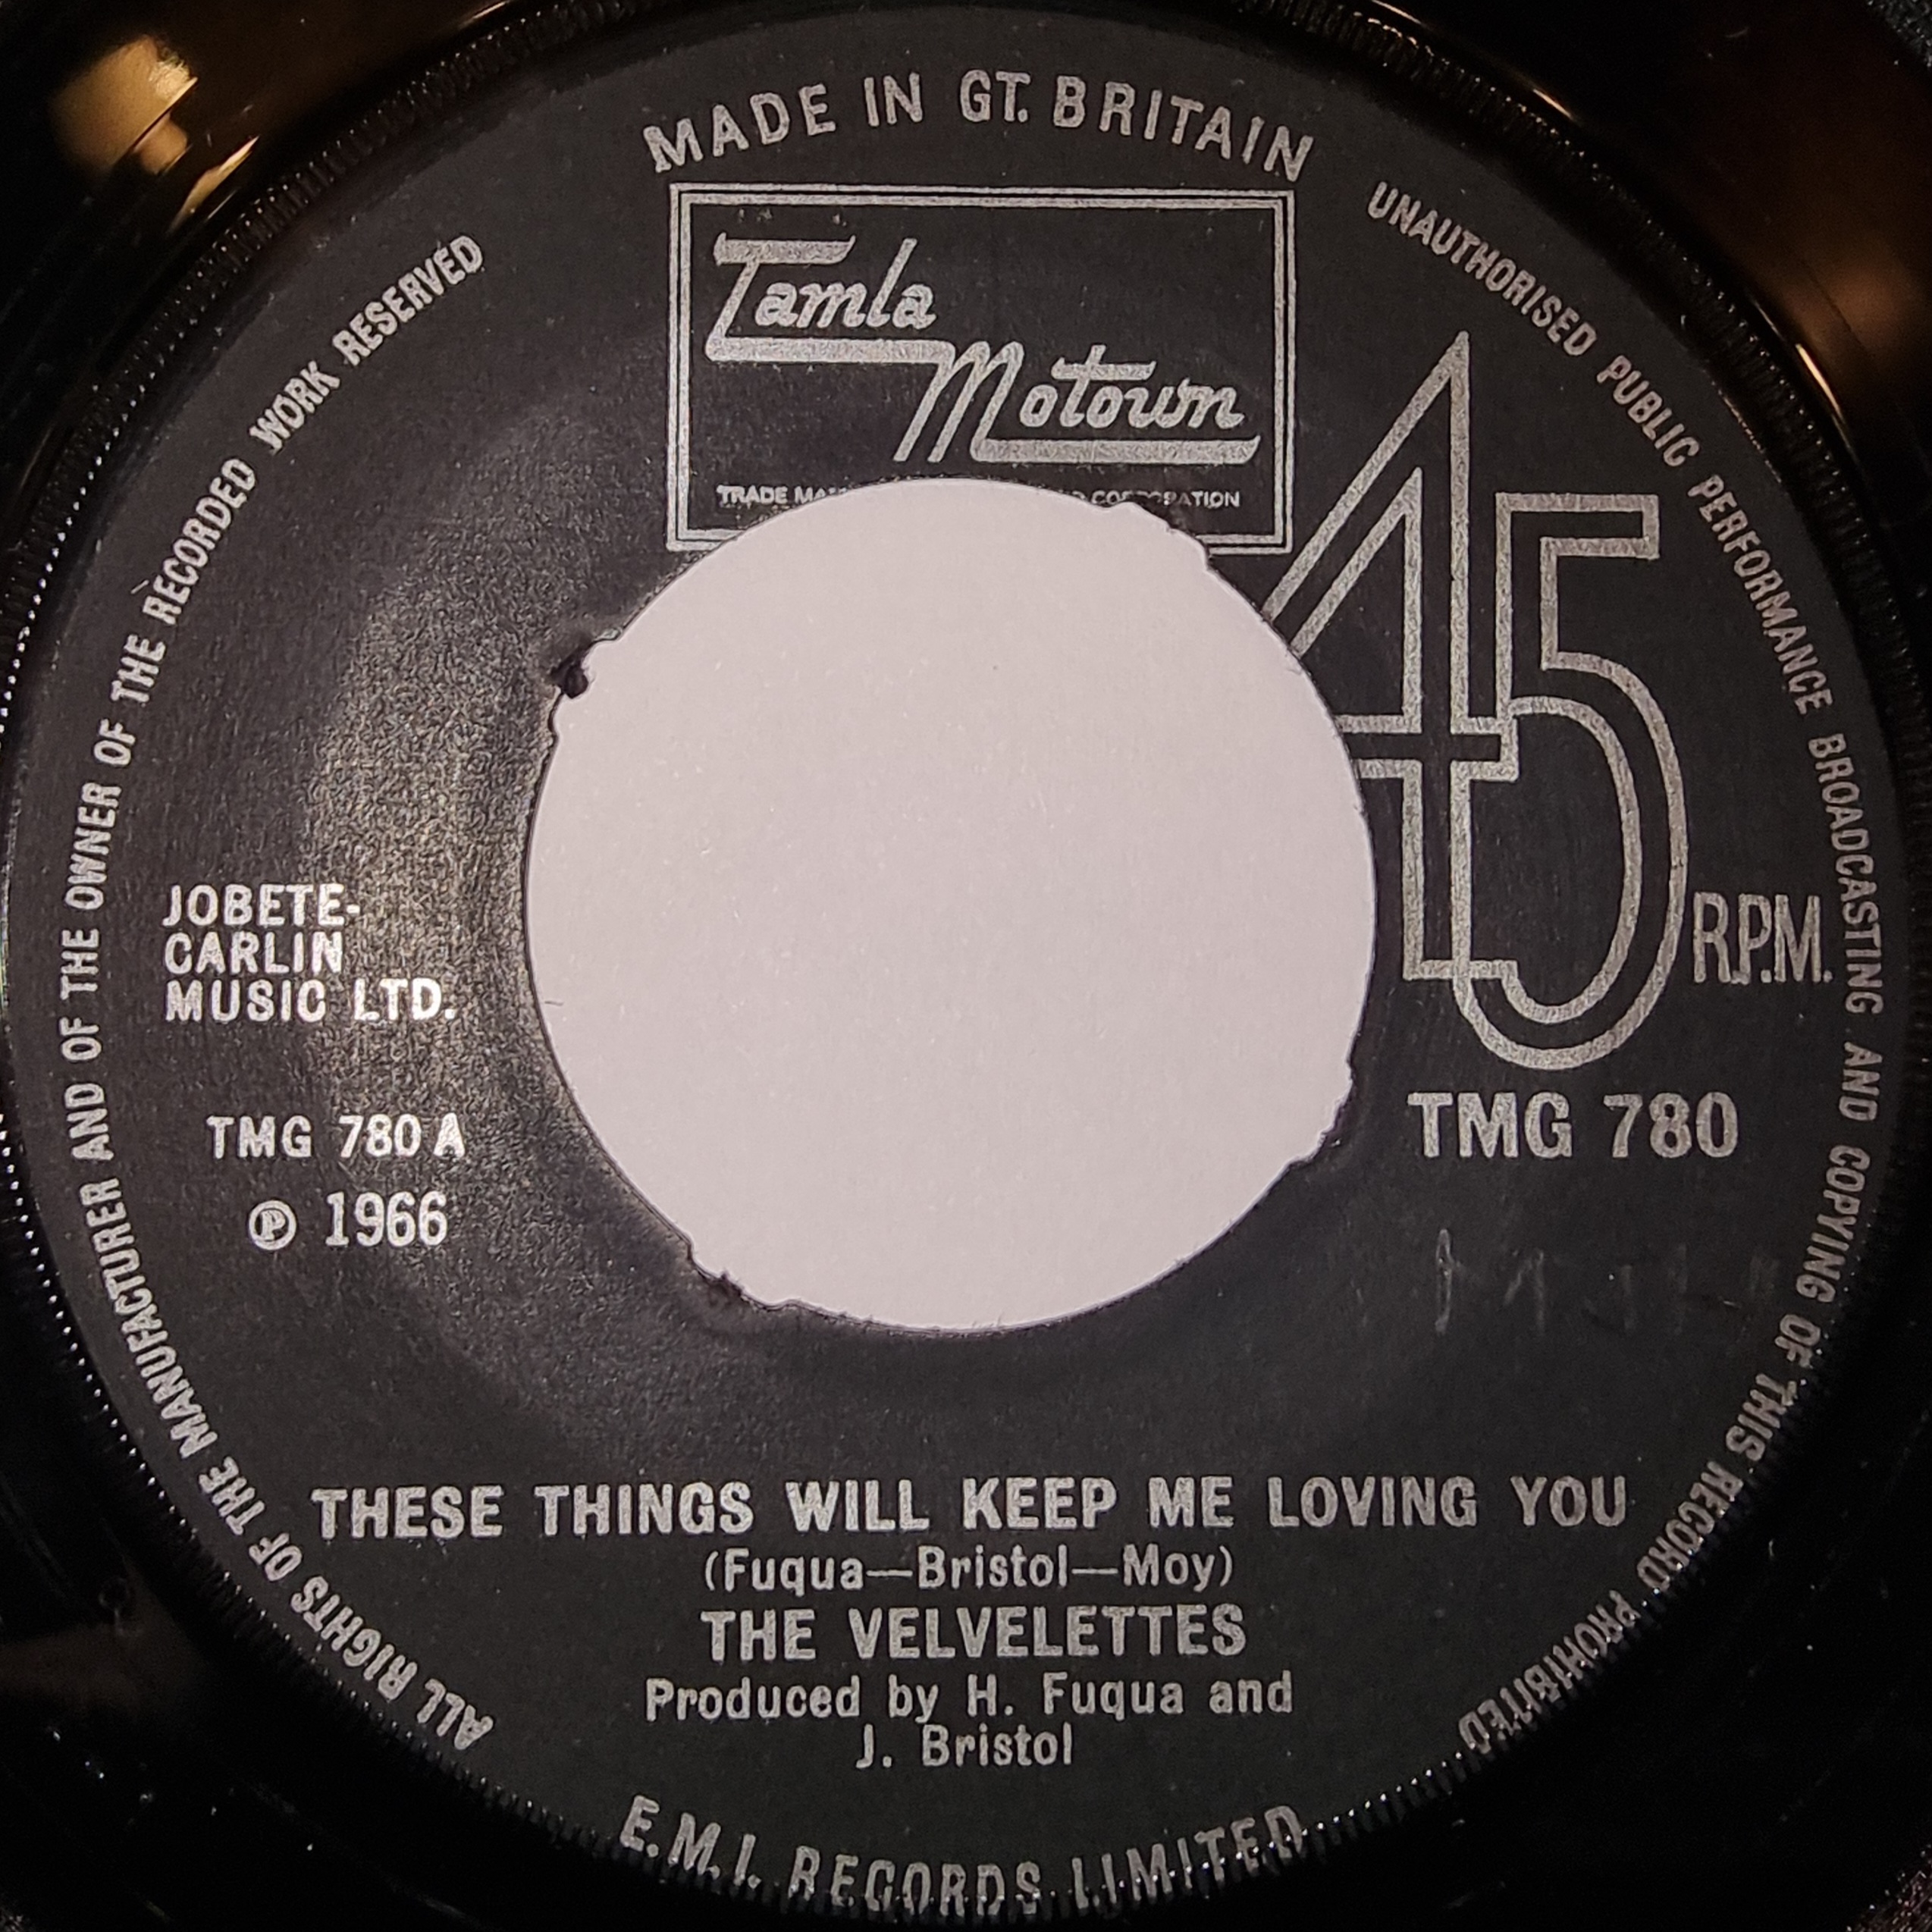 MADE IN GT. BRITAIN
Tamla
Motown
TRADE CORPORATION
UNAUTHORISED PUBLIC PERFORMANCE BROADCASTING AND COPYING OF THIS RECORD PROHIBITED
ALL RIGHTS OF THE MANUFACTURER AND OF THE OWNER OF THE RECORDED WORK RESERVED
45
R.P.M.
JOBETE-
CARLIN
MUSIC LTD.
TMG 780 A
℗ 1966
TMG 780
THESE THINGS WILL KEEP ME LOVING YOU
(Fuqua—Bristol—Moy)
THE VELVELETTES
Produced by H. Fuqua and
J. Bristol
E.M.I. RECORDS LIMITED